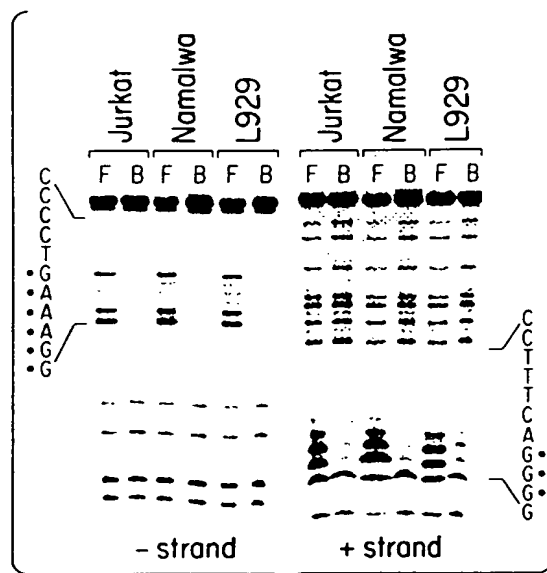 Jurkat
Namalwa
L929
Jurkat
Namalwa
L929
F B F B F B F B F B F B
C
C
C
C
T
•G
•A
•A
•A
•G
•G
C
C
T
T
T
C
A
G•
G•
G•
G
- strand
+ strand